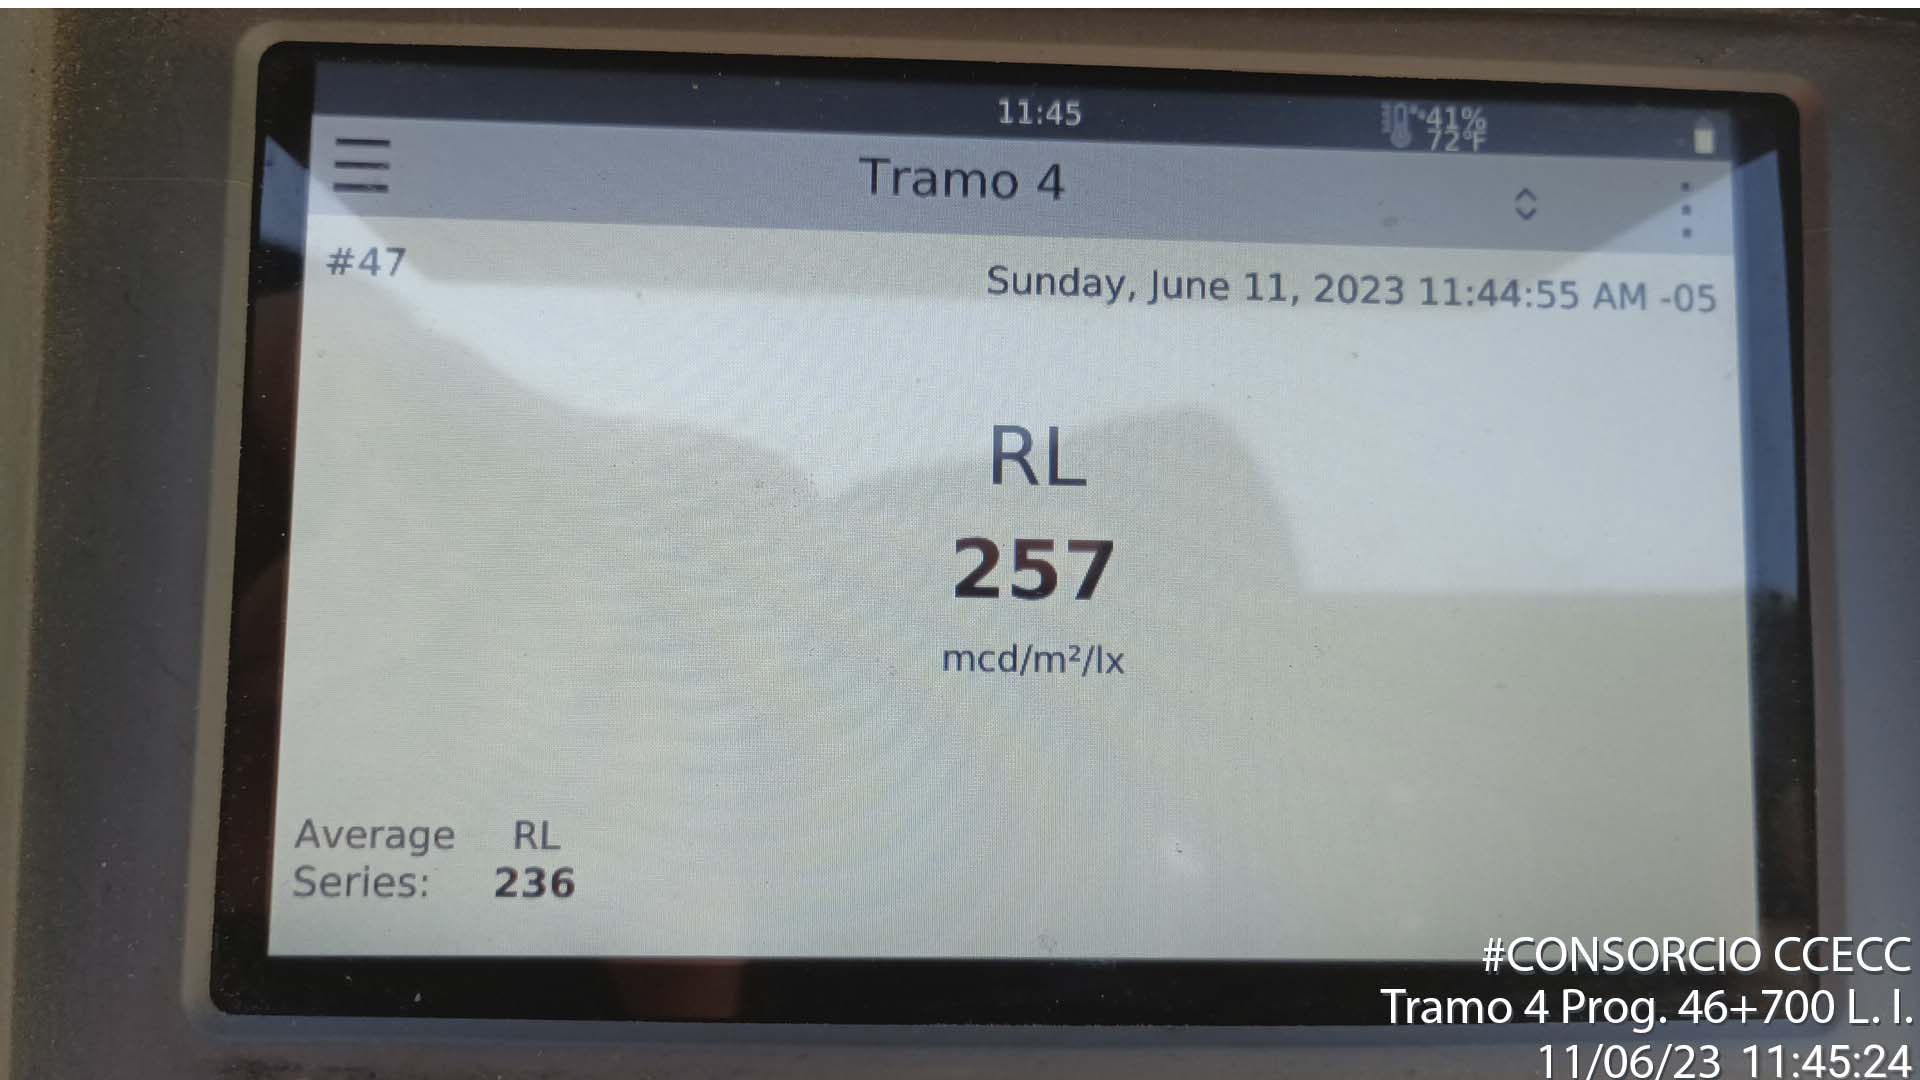 11:45
41%
72°F
Tramo 4
#47
Sunday, June 11, 2023 11:44:55 AM -05
RL
257
mcd/m²/lx
Average RL
Series: 236
#CONSORCIO CCECC
Tramo 4 Prog. 46+700 L. I.
11/06/23 11:45:24